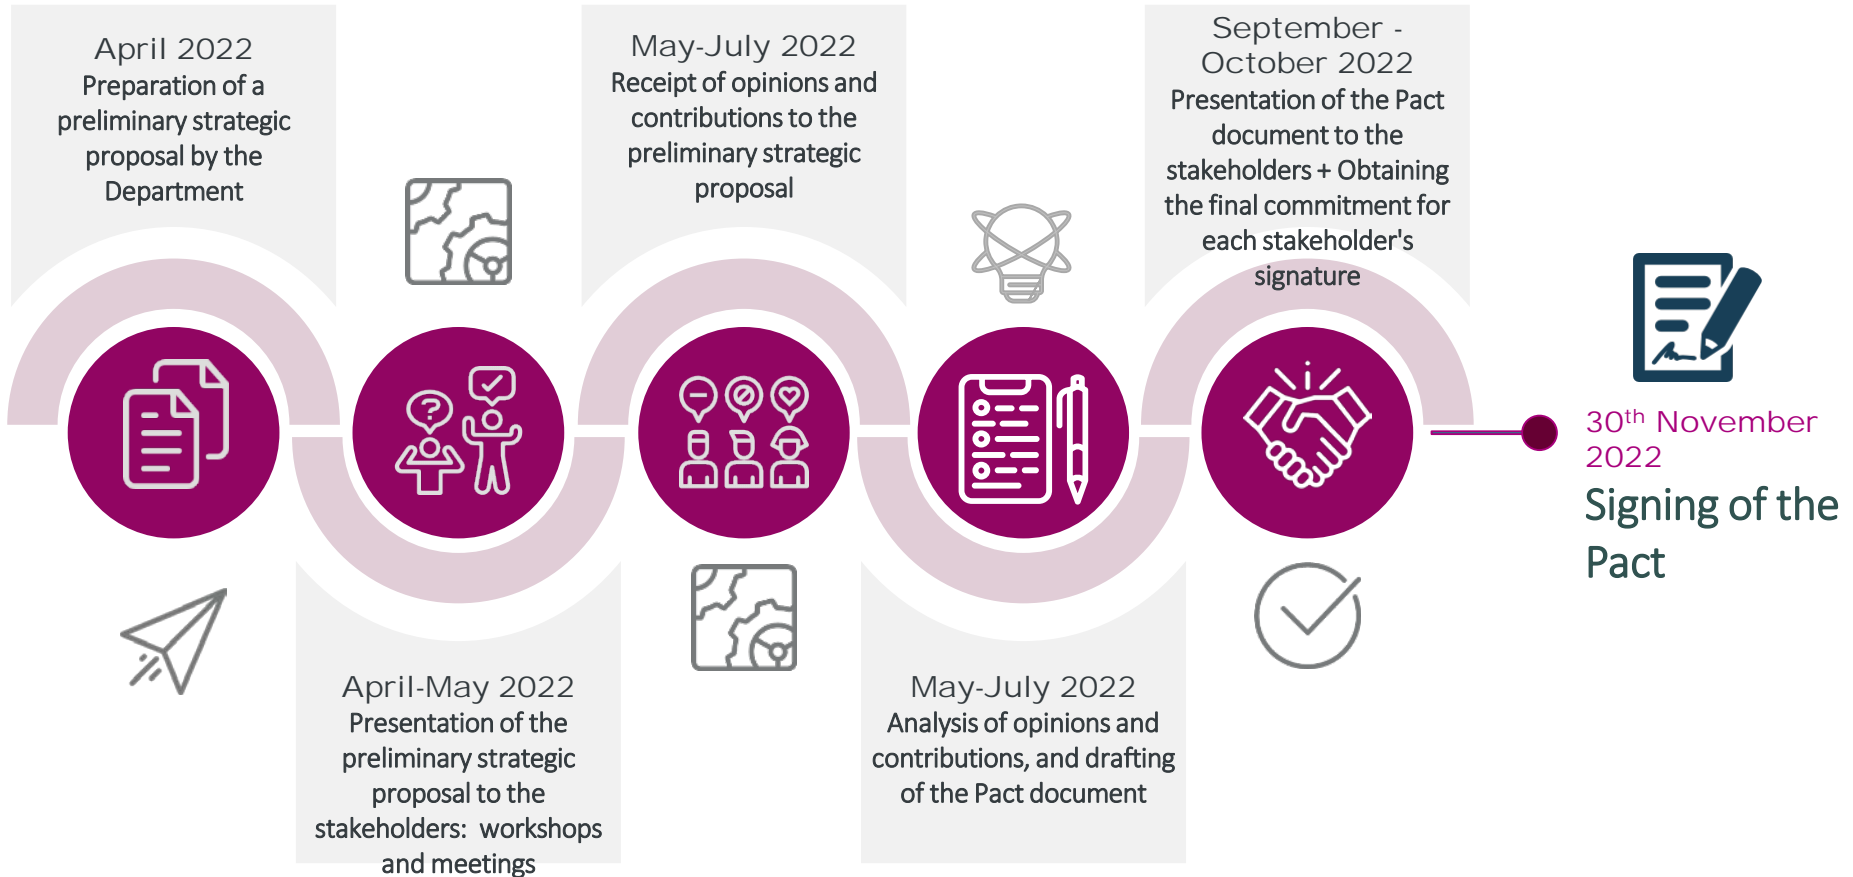 April 2022
Preparation of a
preliminary strategic
proposal by the
Department
April-May 2022
Presentation of the
preliminary strategic
proposal to the
stakeholders: workshops
and meetings
May-July 2022
Receipt of opinions and
contributions to the
preliminary strategic
proposal
May-July 2022
Analysis of opinions and
contributions, and drafting
of the Pact document
September -
October 2022
Presentation of the Pact
document to the
stakeholders + Obtaining
the final commitment for
each stakeholder's
signature
30th November
2022
Signing of the
Pact